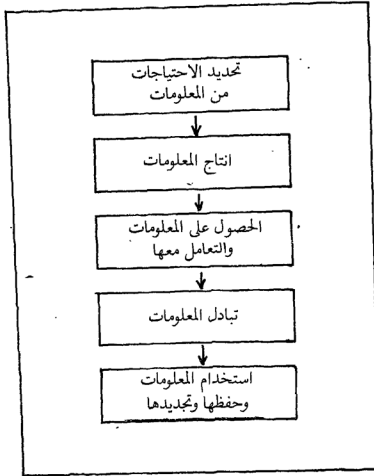 تحديد الاحتياجات
من المعلومات
انتاج المعلومات
الحصول على المعلومات
والتعامل معها
تبادل المعلومات
استخدام المعلومات
وحفظها وتجديدها